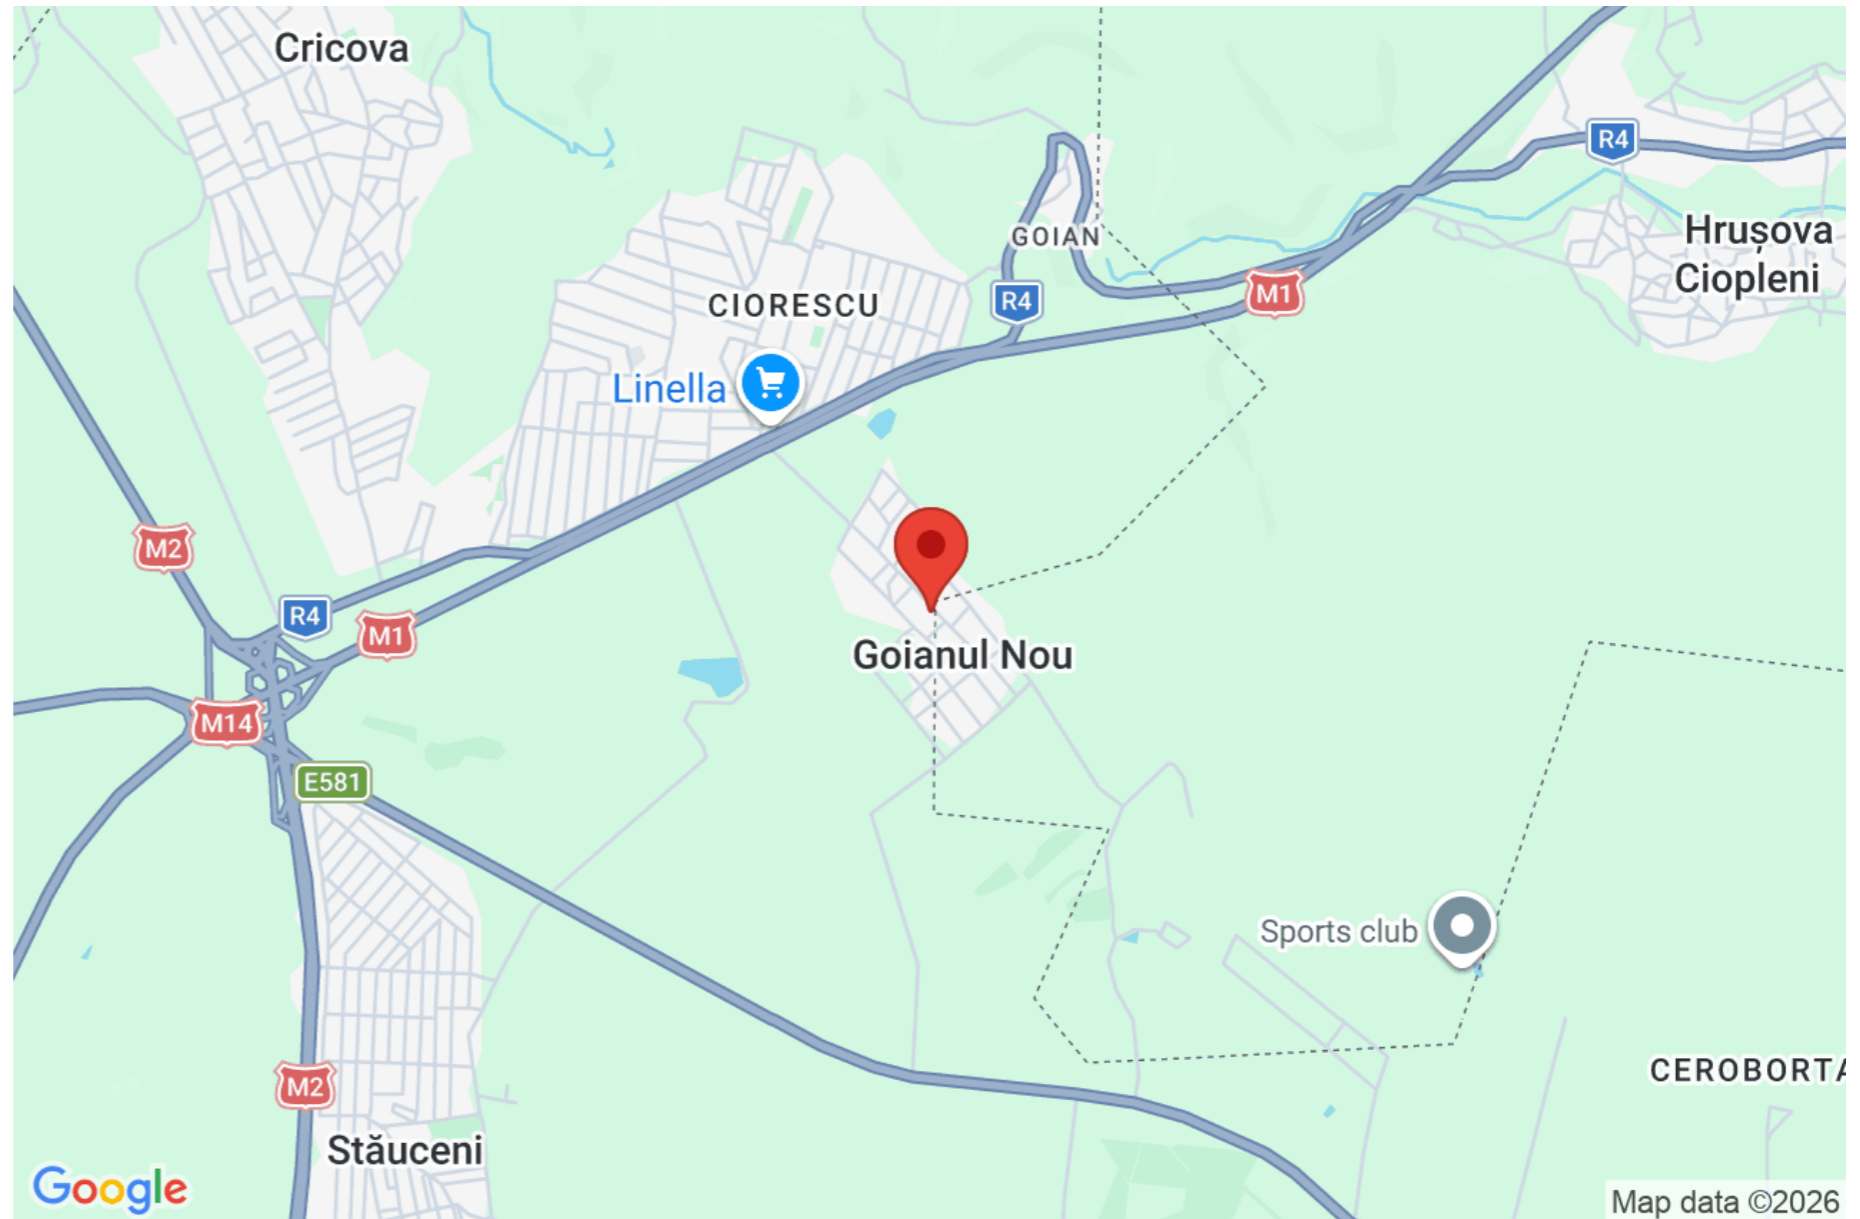 Cricova
R4
Hrușova
Ciopleni
GOIAN
M1
R4
CIORESCU
Linella
M2
R4
M1
Goianul Nou
M14
E581
Sports club
CEROBORTA
M2
Stăuceni
Google
Map data ©2026